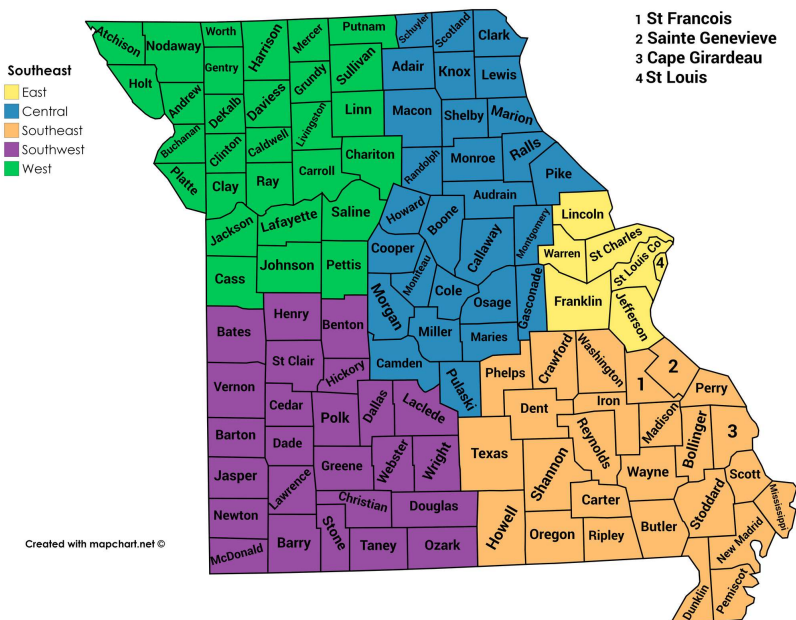 1 St Francois
2 Sainte Genevieve
3 Cape Girardeau
4 St Louis
Southeast
East
Central
Southeast
Southwest
West
Atchison
Nodaway
Worth
Harrison
Mercer
Putnam
Schuyler
Scotland
Clark
Holt
Andrew
Gentry
DeKalb
Daviess
Grundy
Sullivan
Adair
Knox
Lewis
Buchanan
Clinton
Caldwell
Livingston
Linn
Macon
Shelby
Marion
Platte
Clay
Ray
Carroll
Chariton
Randolph
Monroe
Ralls
Pike
Jackson
Lafayette
Saline
Howard
Boone
Audrain
Callaway
Montgomery
Lincoln
Warren
St Charles
St Louis Co
4
Cass
Johnson
Pettis
Cooper
Moniteau
Cole
Osage
Gasconade
Franklin
Jefferson
Bates
Henry
Benton
Morgan
Miller
Maries
Camden
Pulaski
Phelps
Crawford
Washington
1
2
Perry
Vernon
St Clair
Hickory
Cedar
Polk
Dallas
Laclede
Dent
Iron
Madison
Bollinger
3
Barton
Dade
Greene
Webster
Wright
Texas
Shannon
Reynolds
Wayne
Scott
Mississippi
Jasper
Lawrence
Christian
Douglas
Carter
Stoddard
Newton
McDonald
Barry
Stone
Taney
Ozark
Howell
Oregon
Ripley
Butler
New Madrid
Dunklin
Pemiscot
Created with mapchart.net ©